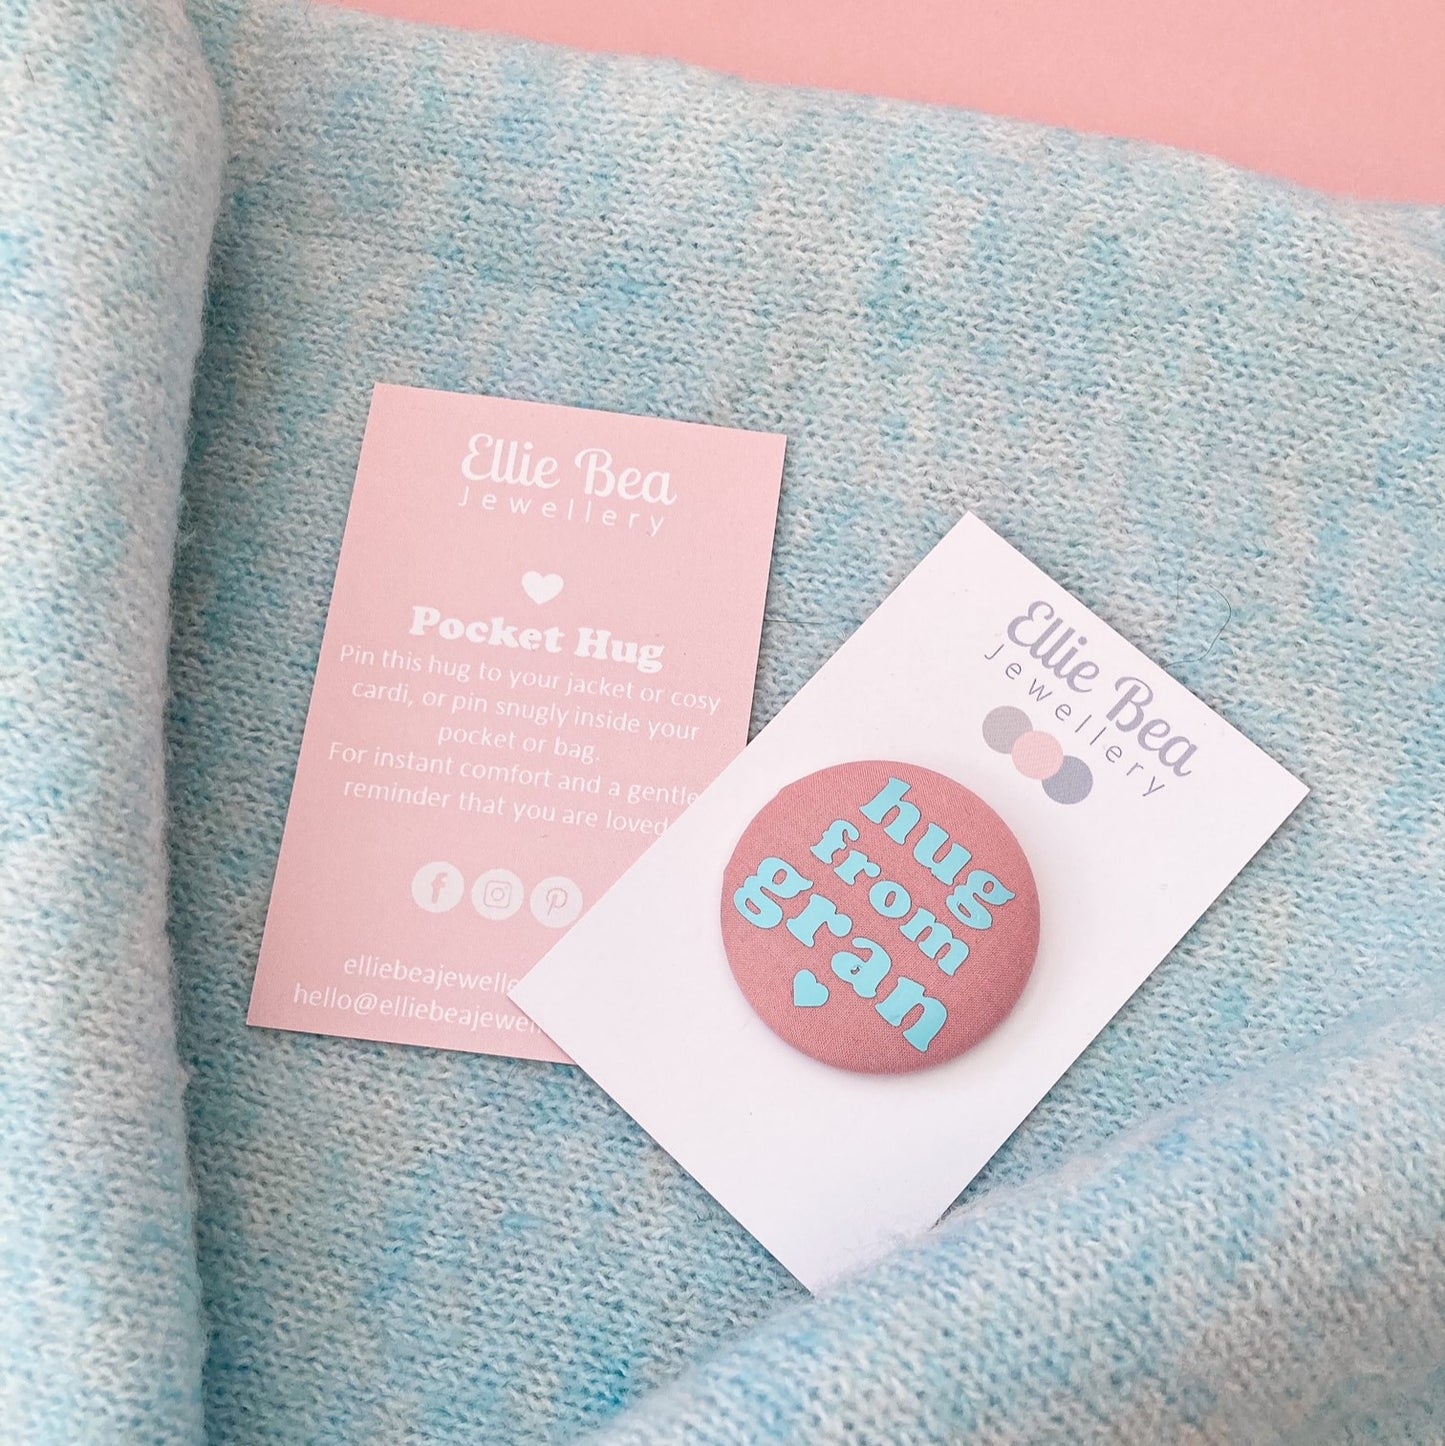 Ellie Bea
Jewellery
Pocket Hug
Pin this hug to your jacket or cosy
cardi, or pin snugly inside your
pocket or bag.
For instant comfort and a gentle
reminder that you are loved
Ellie Bea
Jewellery
hug
from
gran